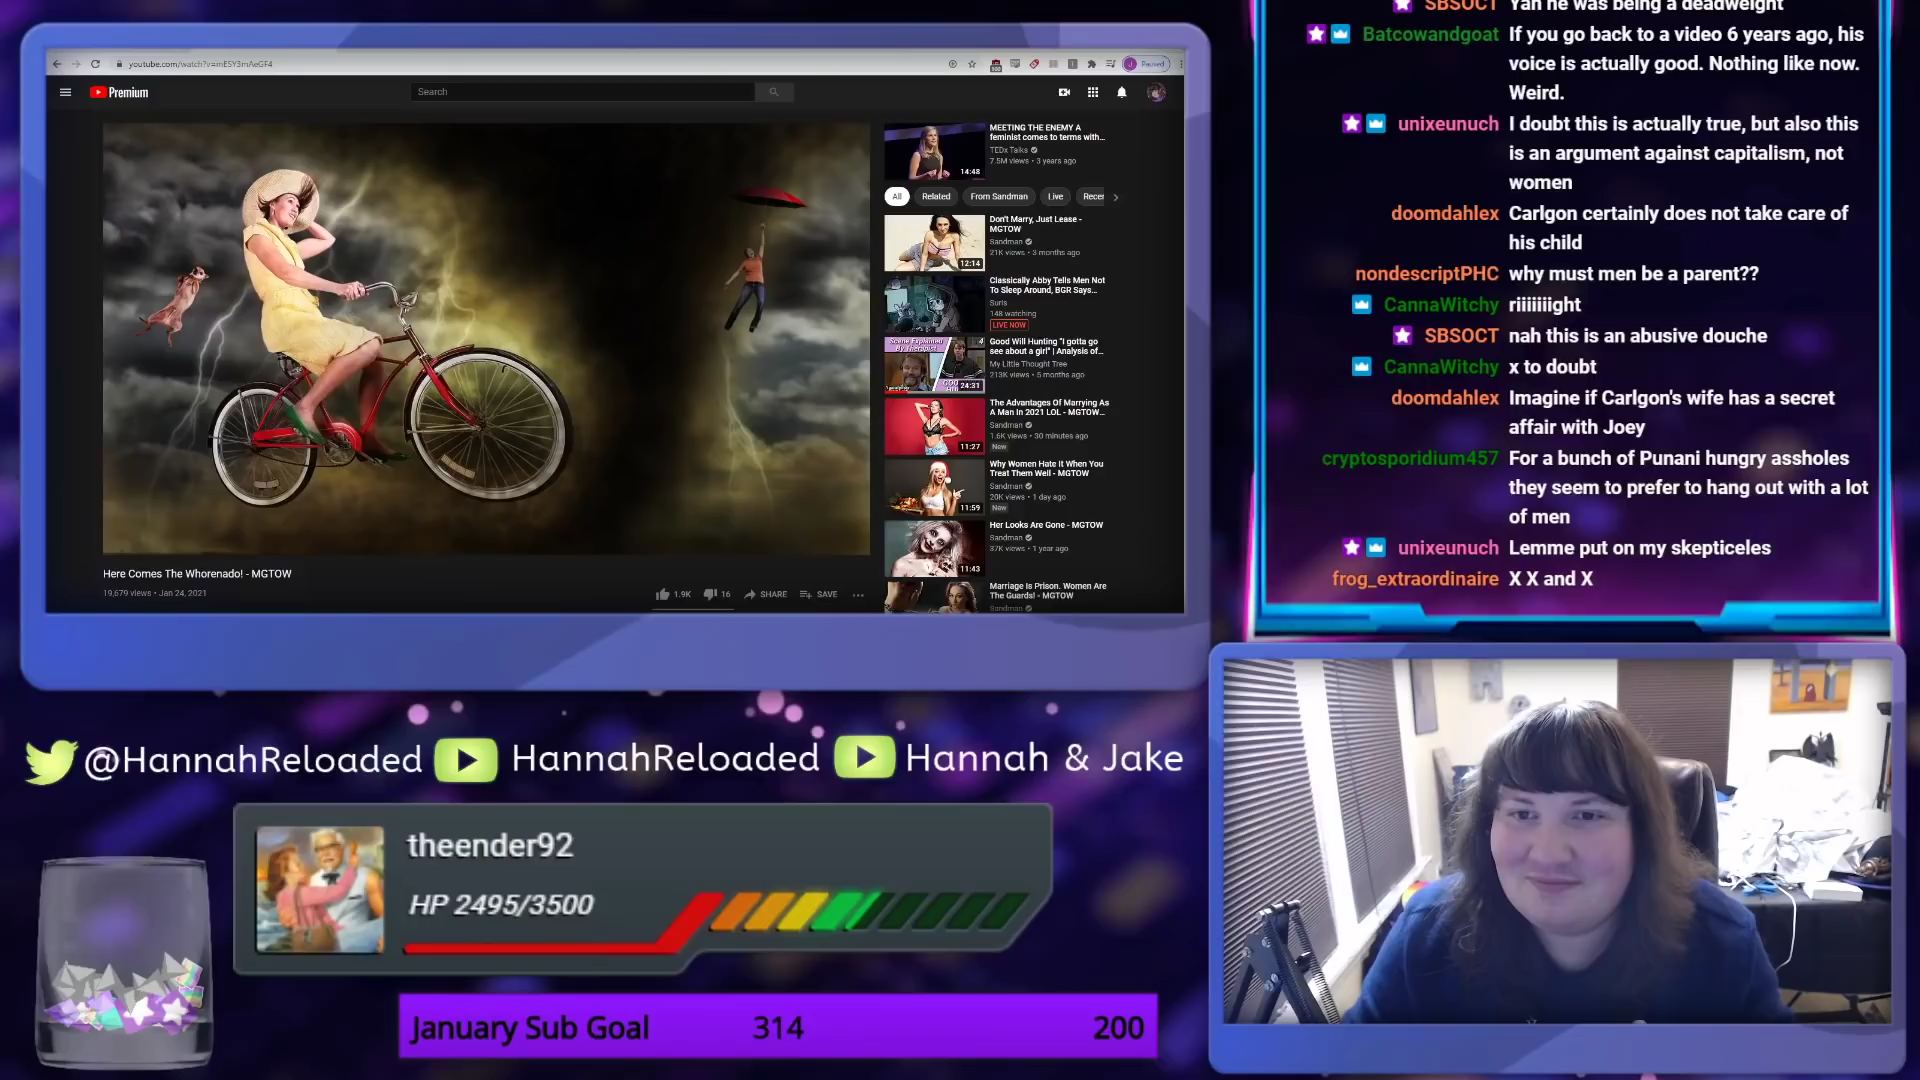 youtube.com/watch?v=mESY3mAeGF4
Paused
Premium
Search
Here Comes The Whorenado! - MGTOW
19,679 views • Jan 24, 2021
1.9K
16
SHARE
SAVE
MEETING THE ENEMY A
feminist comes to terms with...
TEDx Talks
7.5M views • 3 years ago
14:48
All
Related
From Sandman
Live
Recer
Don't Marry, Just Lease -
MGTOW
Sandman
21K views • 3 months ago
12:14
Classically Abby Tells Men Not
To Sleep Around, BGR Says...
Suris
148 watching
LIVE NOW
Good Will Hunting "I gotta go
see about a girl" | Analysis of...
My Little Thought Tree
213K views • 5 months ago
24:31
The Advantages Of Marrying As
A Man In 2021 LOL - MGTOW...
Sandman
1.6K views • 30 minutes ago
New
11:27
Why Women Hate It When You
Treat Them Well - MGTOW
Sandman
20K views • 1 day ago
New
11:59
Her Looks Are Gone - MGTOW
Sandman
37K views • 1 year ago
11:43
Marriage Is Prison. Women Are
The Guards! - MGTOW
Sandman
SBSOCT Yah he was being a deadweight
Batcowandgoat If you go back to a video 6 years ago, his
voice is actually good. Nothing like now.
Weird.
unixeunuch I doubt this is actually true, but also this
is an argument against capitalism, not
women
doomdahlex Carlgon certainly does not take care of
his child
nondescriptPHC why must men be a parent??
CannaWitchy riiiiiiight
SBSOCT nah this is an abusive douche
CannaWitchy x to doubt
doomdahlex Imagine if Carlgon's wife has a secret
affair with Joey
cryptosporidium457 For a bunch of Punani hungry assholes
they seem to prefer to hang out with a lot
of men
unixeunuch Lemme put on my skepticeles
frog_extraordinaire X X and X
@HannahReloaded HannahReloaded Hannah & Jake
theender92
HP 2495/3500
January Sub Goal 314 200